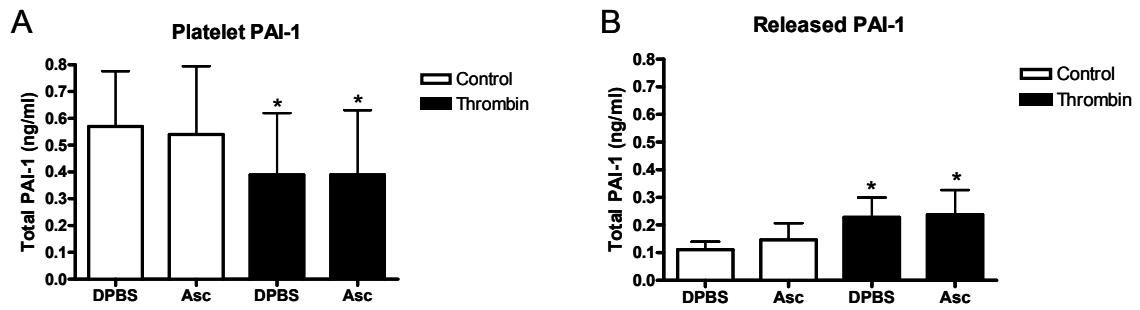 A
Platelet PAI-1
Total PAI-1 (ng/ml)
0.8
0.7
0.6
0.5
0.4
0.3
0.2
0.1
0.0
* *
DPBS Asc DPBS Asc
Control
Thrombin
B
Released PAI-1
Total PAI-1 (ng/ml)
0.8
0.7
0.6
0.5
0.4
0.3
0.2
0.1
0.0
* *
DPBS Asc DPBS Asc
Control
Thrombin